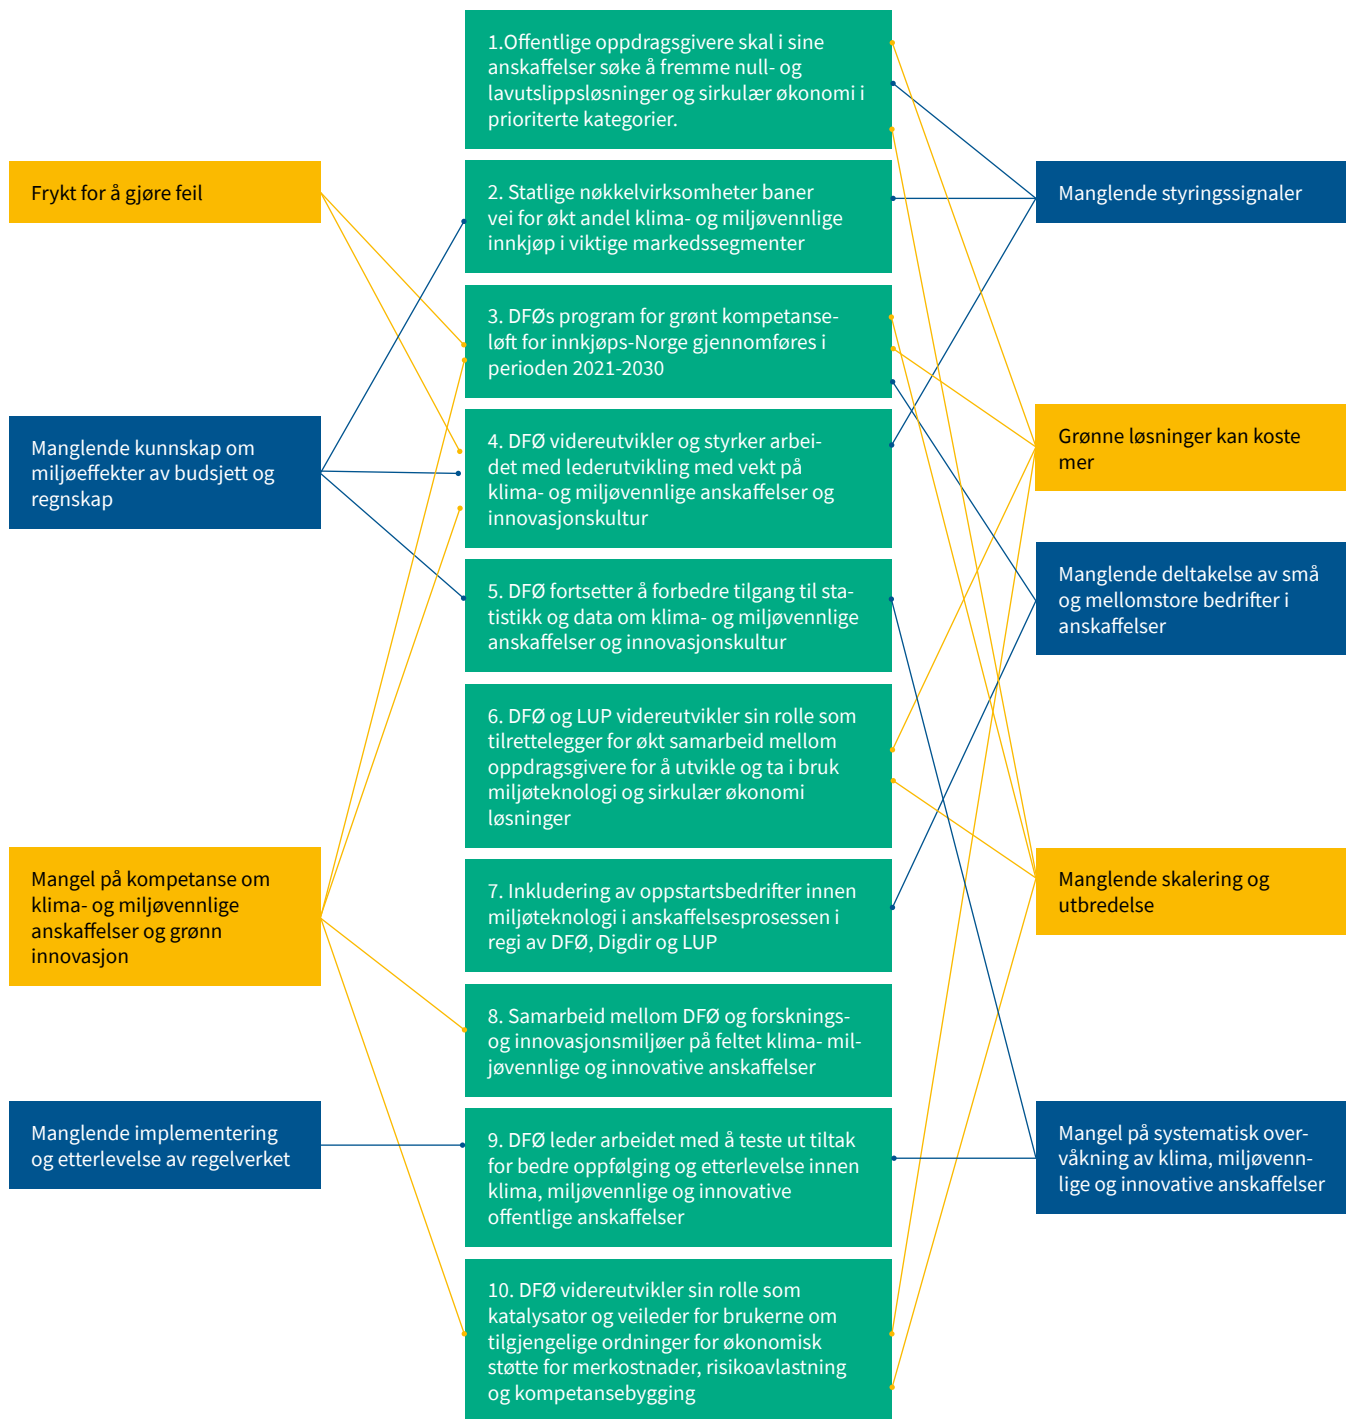 1.Offentlige oppdragsgivere skal i sine
anskaffelser søke å fremme null- og
lavutslippsløsninger og sirkulær økonomi i
prioriterte kategorier.
Frykt for å gjøre feil
2. Statlige nøkkelvirksomheter baner
vei for økt andel klima- og miljøvennlige
innkjøp i viktige markedssegmenter
Manglende styringssignaler
3. DFØs program for grønt kompetanse-
løft for innkjøps-Norge gjennomføres i
perioden 2021-2030
Manglende kunnskap om
miljøeffekter av budsjett og
regnskap
4. DFØ videreutvikler og styrker arbei-
det med lederutvikling med vekt på
klima- og miljøvennlige anskaffelser og
innovasjonskultur
Grønne løsninger kan koste
mer
5. DFØ fortsetter å forbedre tilgang til sta-
tistikk og data om klima- og miljøvennlige
anskaffelser og innovasjonskultur
Manglende deltakelse av små
og mellomstore bedrifter i
anskaffelser
6. DFØ og LUP videreutvikler sin rolle som
tilrettelegger for økt samarbeid mellom
oppdragsgivere for å utvikle og ta i bruk
miljøteknologi og sirkulær økonomi
løsninger
Mangel på kompetanse om
klima- og miljøvennlige
anskaffelser og grønn
innovasjon
7. Inkludering av oppstartsbedrifter innen
miljøteknologi i anskaffelsesprosessen i
regi av DFØ, Digdir og LUP
Manglende skalering og
utbredelse
8. Samarbeid mellom DFØ og forsknings-
og innovasjonsmiljøer på feltet klima- mil-
jøvennlige og innovative anskaffelser
Manglende implementering
og etterlevelse av regelverket
9. DFØ leder arbeidet med å teste ut tiltak
for bedre oppfølging og etterlevelse innen
klima, miljøvennlige og innovative
offentlige anskaffelser
Mangel på systematisk over-
våkning av klima, miljøvenn-
lige og innovative anskaffelser
10. DFØ videreutvikler sin rolle som
katalysator og veileder for brukerne om
tilgjengelige ordninger for økonomisk
støtte for merkostnader, risikoavlastning
og kompetansebygging